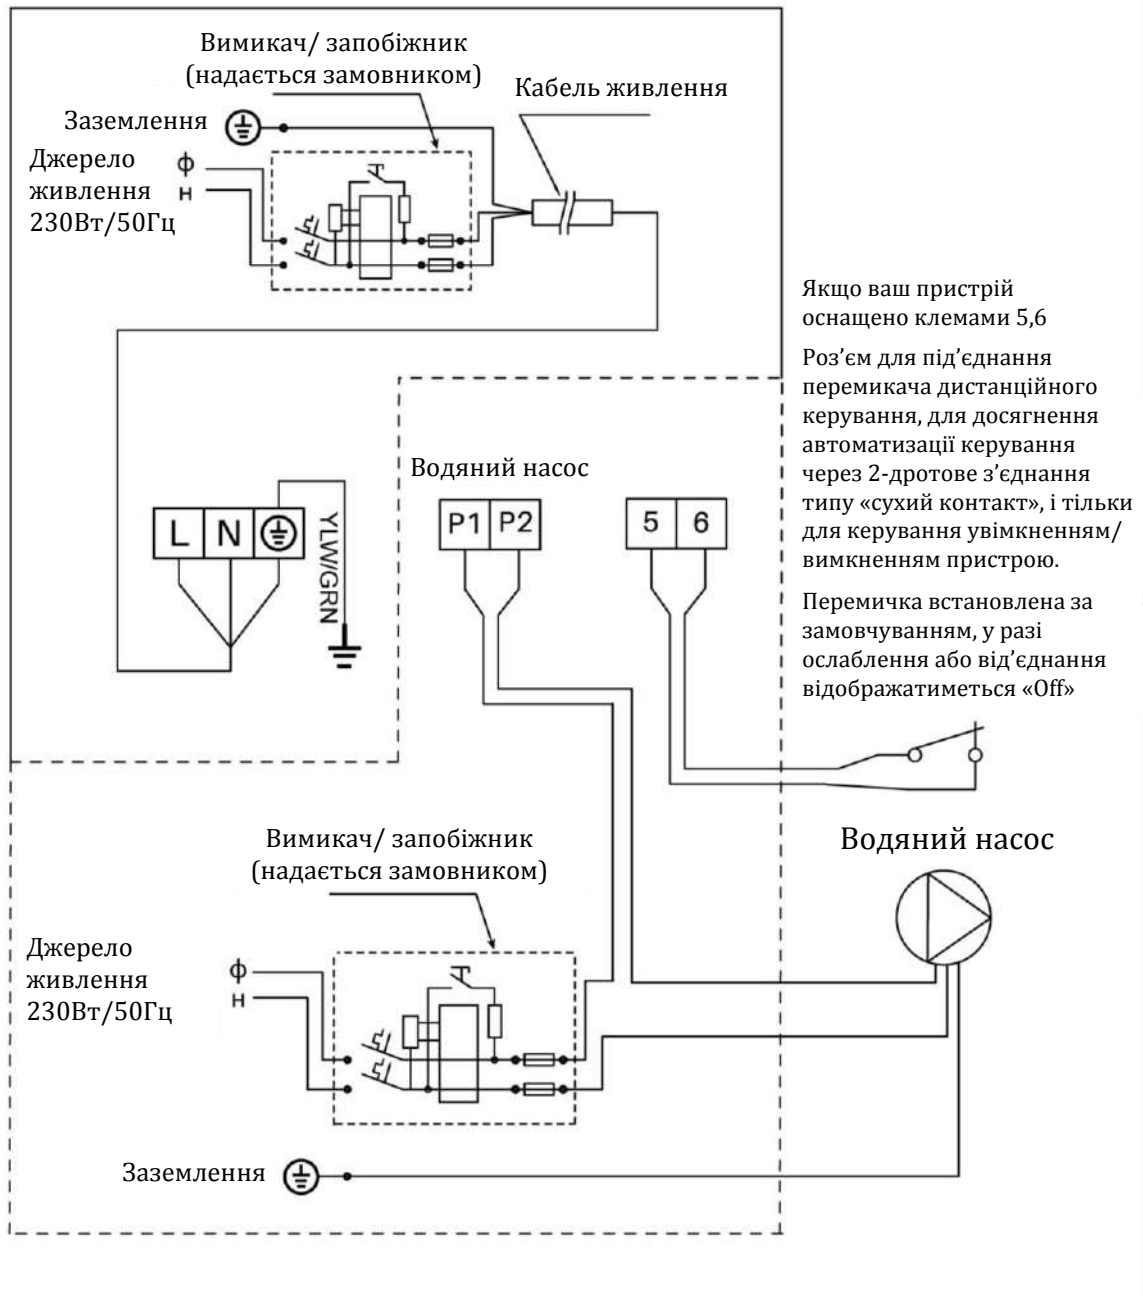 Вимикач/ запобіжник
(надається замовником)
Кабель живлення
Заземлення
Джерело
живлення
230Вт/50Гц
ф
н
Якщо ваш пристрій
оснащено клемами 5,6
Роз’єм для під’єднання
перемикача дистанційного
керування, для досягнення
автоматизації керування
через 2-дротове з’єднання
типу «сухий контакт», і тільки
для керування увімкненням/
вимкненням пристрою.
Перемичка встановлена за
замовчуванням, у разі
ослаблення або від’єднання
відображатиметься «Off»
Водяний насос
L N
YLW/GRN
P1 P2
5 6
Вимикач/ запобіжник
(надається замовником)
Водяний насос
Джерело
живлення
230Вт/50Гц
ф
н
Заземлення